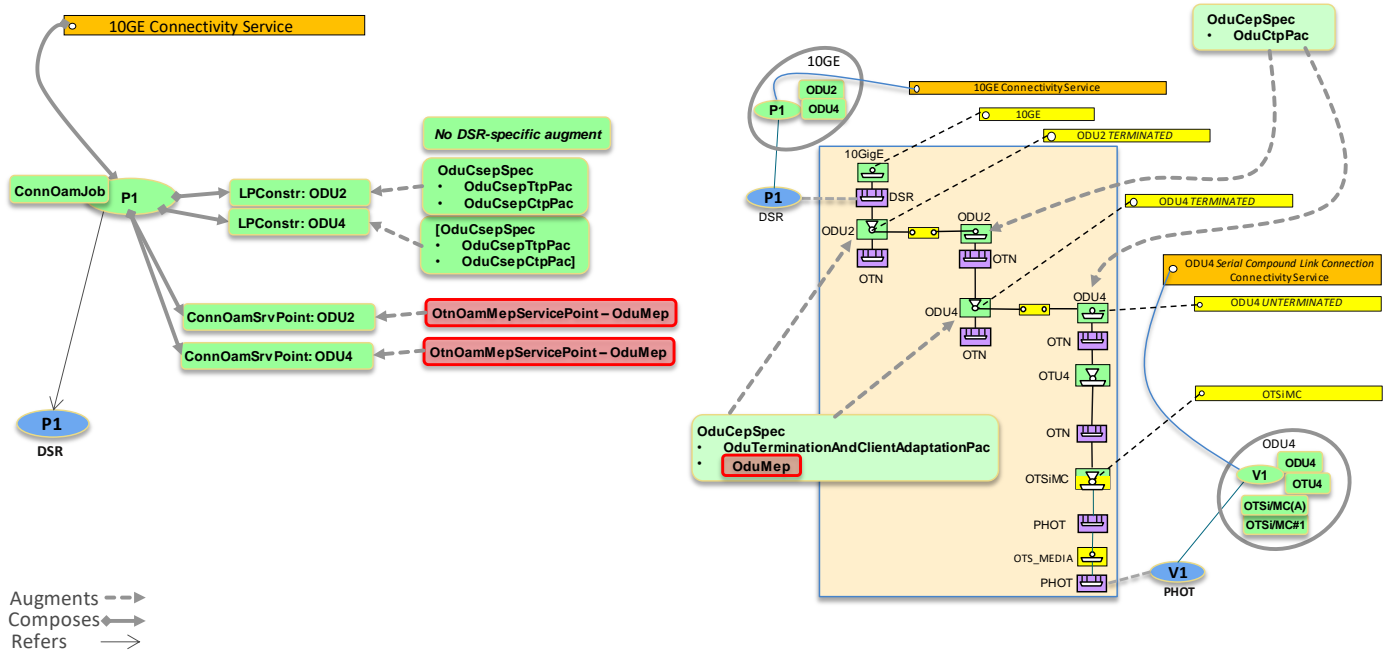 10GE Connectivity Service
No DSR-specific augment
ConnOamJob
P1
LPConstr: ODU2
LPConstr: ODU4
OduCsepSpec
• OduCsepTtpPac
• OduCsepCtpPac
[OduCsepSpec
• OduCsepTtpPac
• OduCsepCtpPac]
ConnOamSrvPoint: ODU2
OtnOamMepServicePoint – OduMep
ConnOamSrvPoint: ODU4
OtnOamMepServicePoint – OduMep
P1
DSR
Augments
Composes
Refers
OduCepSpec
• OduCtpPac
10GE
ODU2
P1
ODU4
10GE Connectivity Service
10GE
ODU2 TERMINATED
10GigE
P1
DSR
DSR
ODU4 TERMINATED
ODU2
ODU2
OTN
OTN
ODU4 Serial Compound Link Connection
Connectivity Service
ODU4
ODU4
ODU4 UNTERMINATED
OTN
OTN
OTU4
OTSiMC
OduCepSpec
• OduTerminationAndClientAdaptationPac
• OduMep
OTN
OTSiMC
ODU4
ODU4
V1
OTU4
OTSi/MC(A)
OTSi/MC#1
PHOT
OTS_MEDIA
PHOT
V1
PHOT